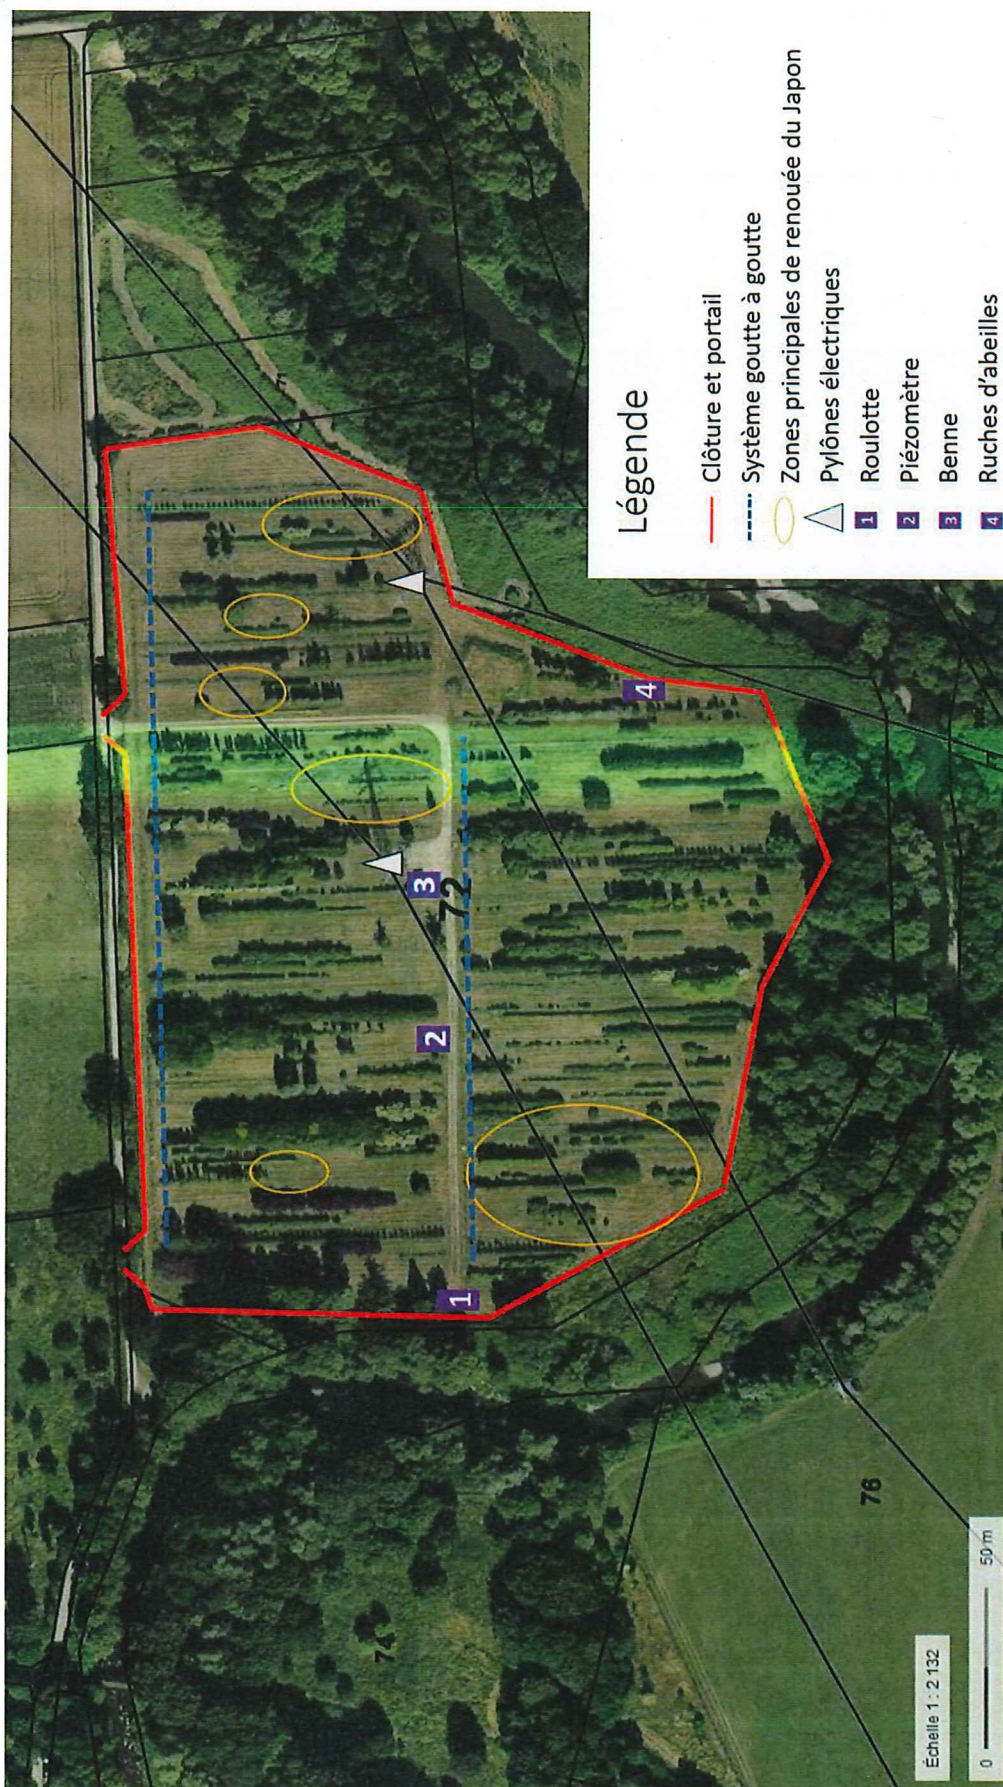 Légende
Clôture et portail
Système goutte à goutte
Zones principales de renouée du Japon
Pylônes électriques
1 Roulotte
2 Piézomètre
3 Benne
4 Ruches d'abeilles
1
2
3
4
72
74
76
Échelle 1 : 2 132
0 50 m